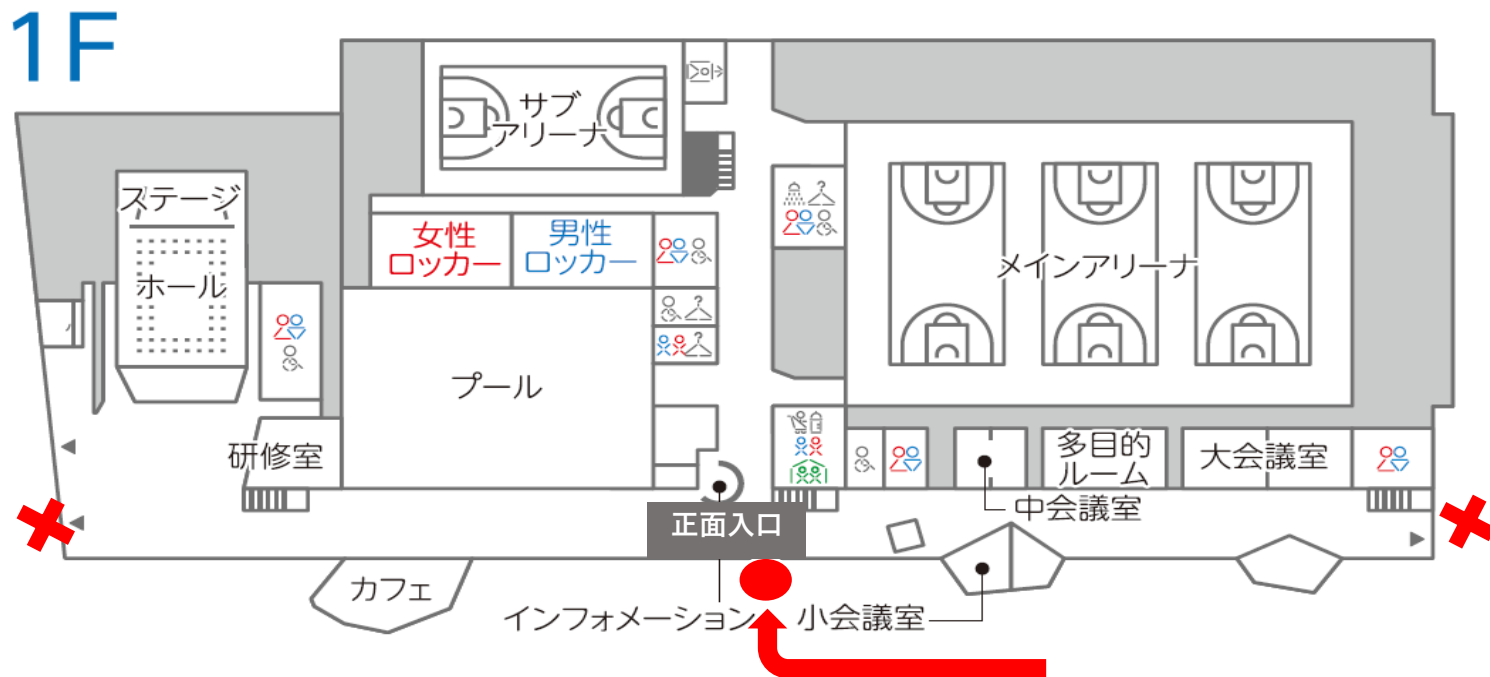 1F
サブ
アリーナ
ステージ
女性
ロッカー
男性
ロッカー
ホール
メインアリーナ
プール
研修室
多目的
ルーム
大会議室
中会議室
正面入口
カフェ
インフォメーション
小会議室